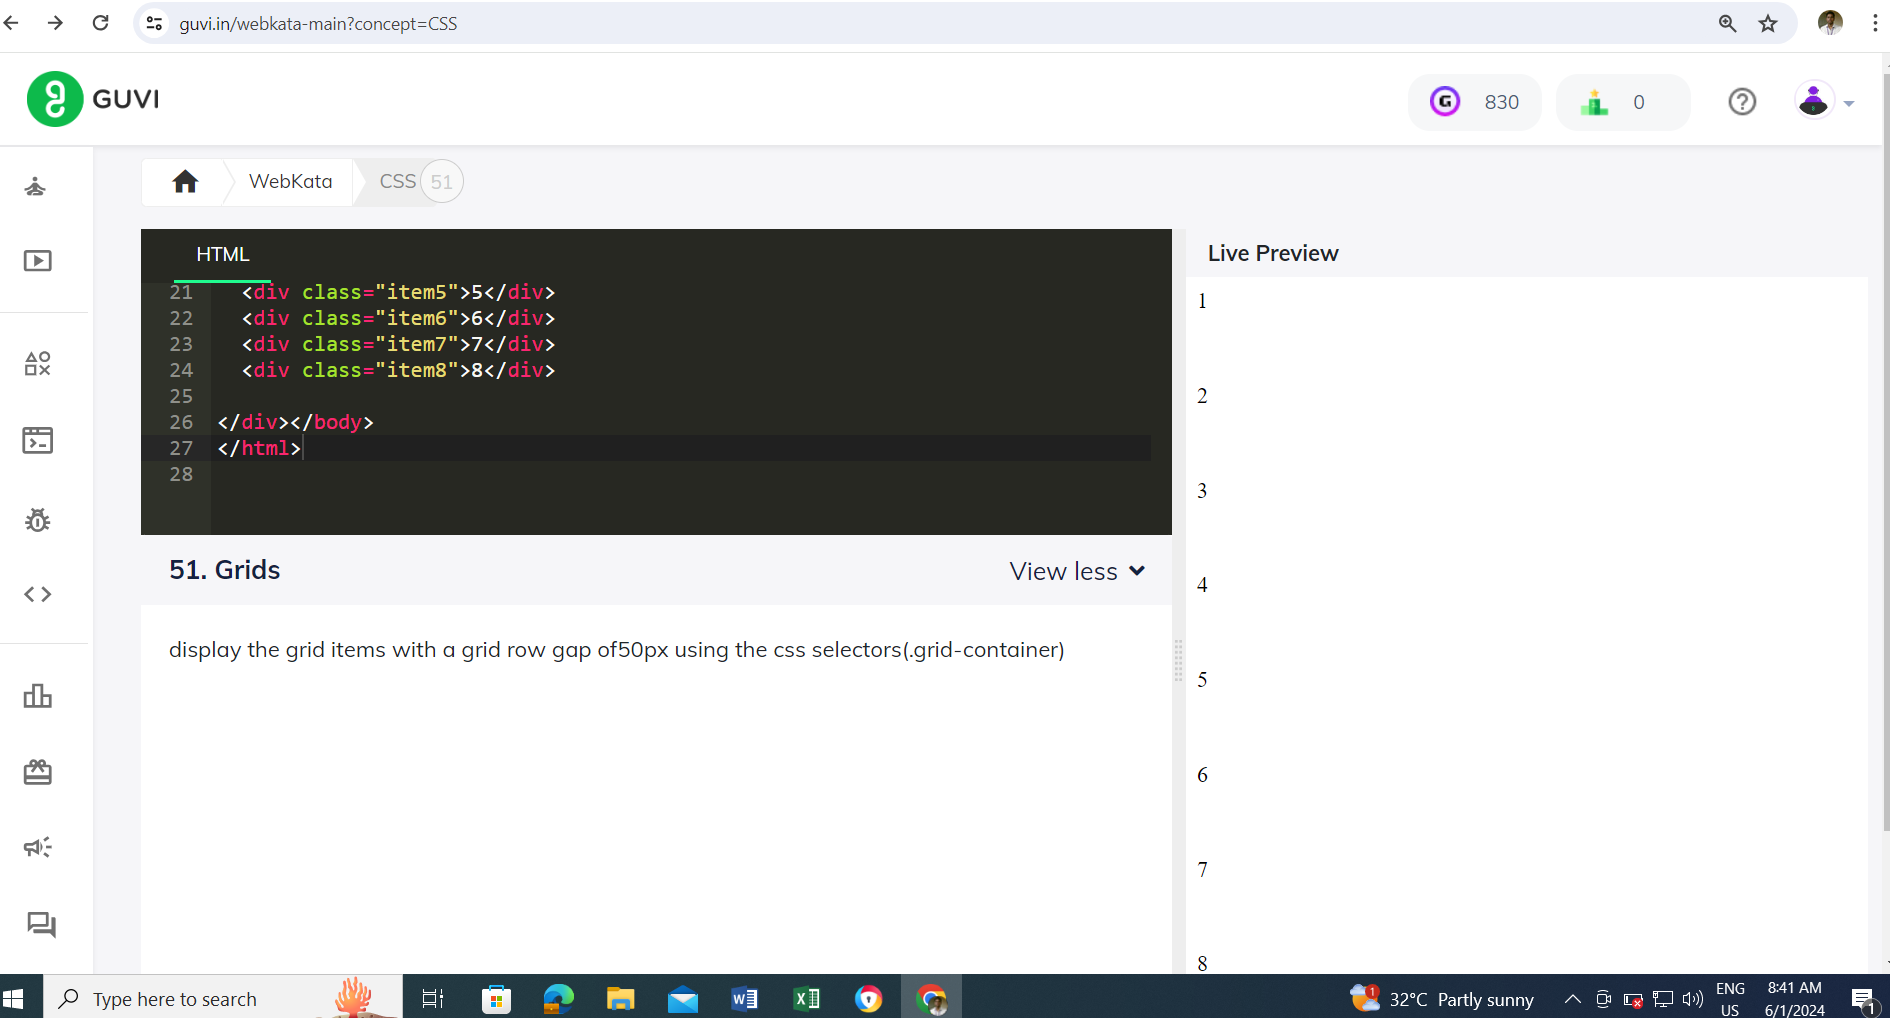 guvi.in/webkata-main?concept=CSS
GUVI
G
830
0
WebKata
CSS
51
HTML
Live Preview
21 <div class="item5">5</div>
22 <div class="item6">6</div>
23 <div class="item7">7</div>
24 <div class="item8">8</div>
25
26 </div></body>
27 </html>
28
1
2
3
4
5
6
7
8
51. Grids
View less
display the grid items with a grid row gap of50px using the css selectors(.grid-container)
Type here to search
1
32°C Partly sunny
ENG
US
8:41 AM
6/1/2024
1